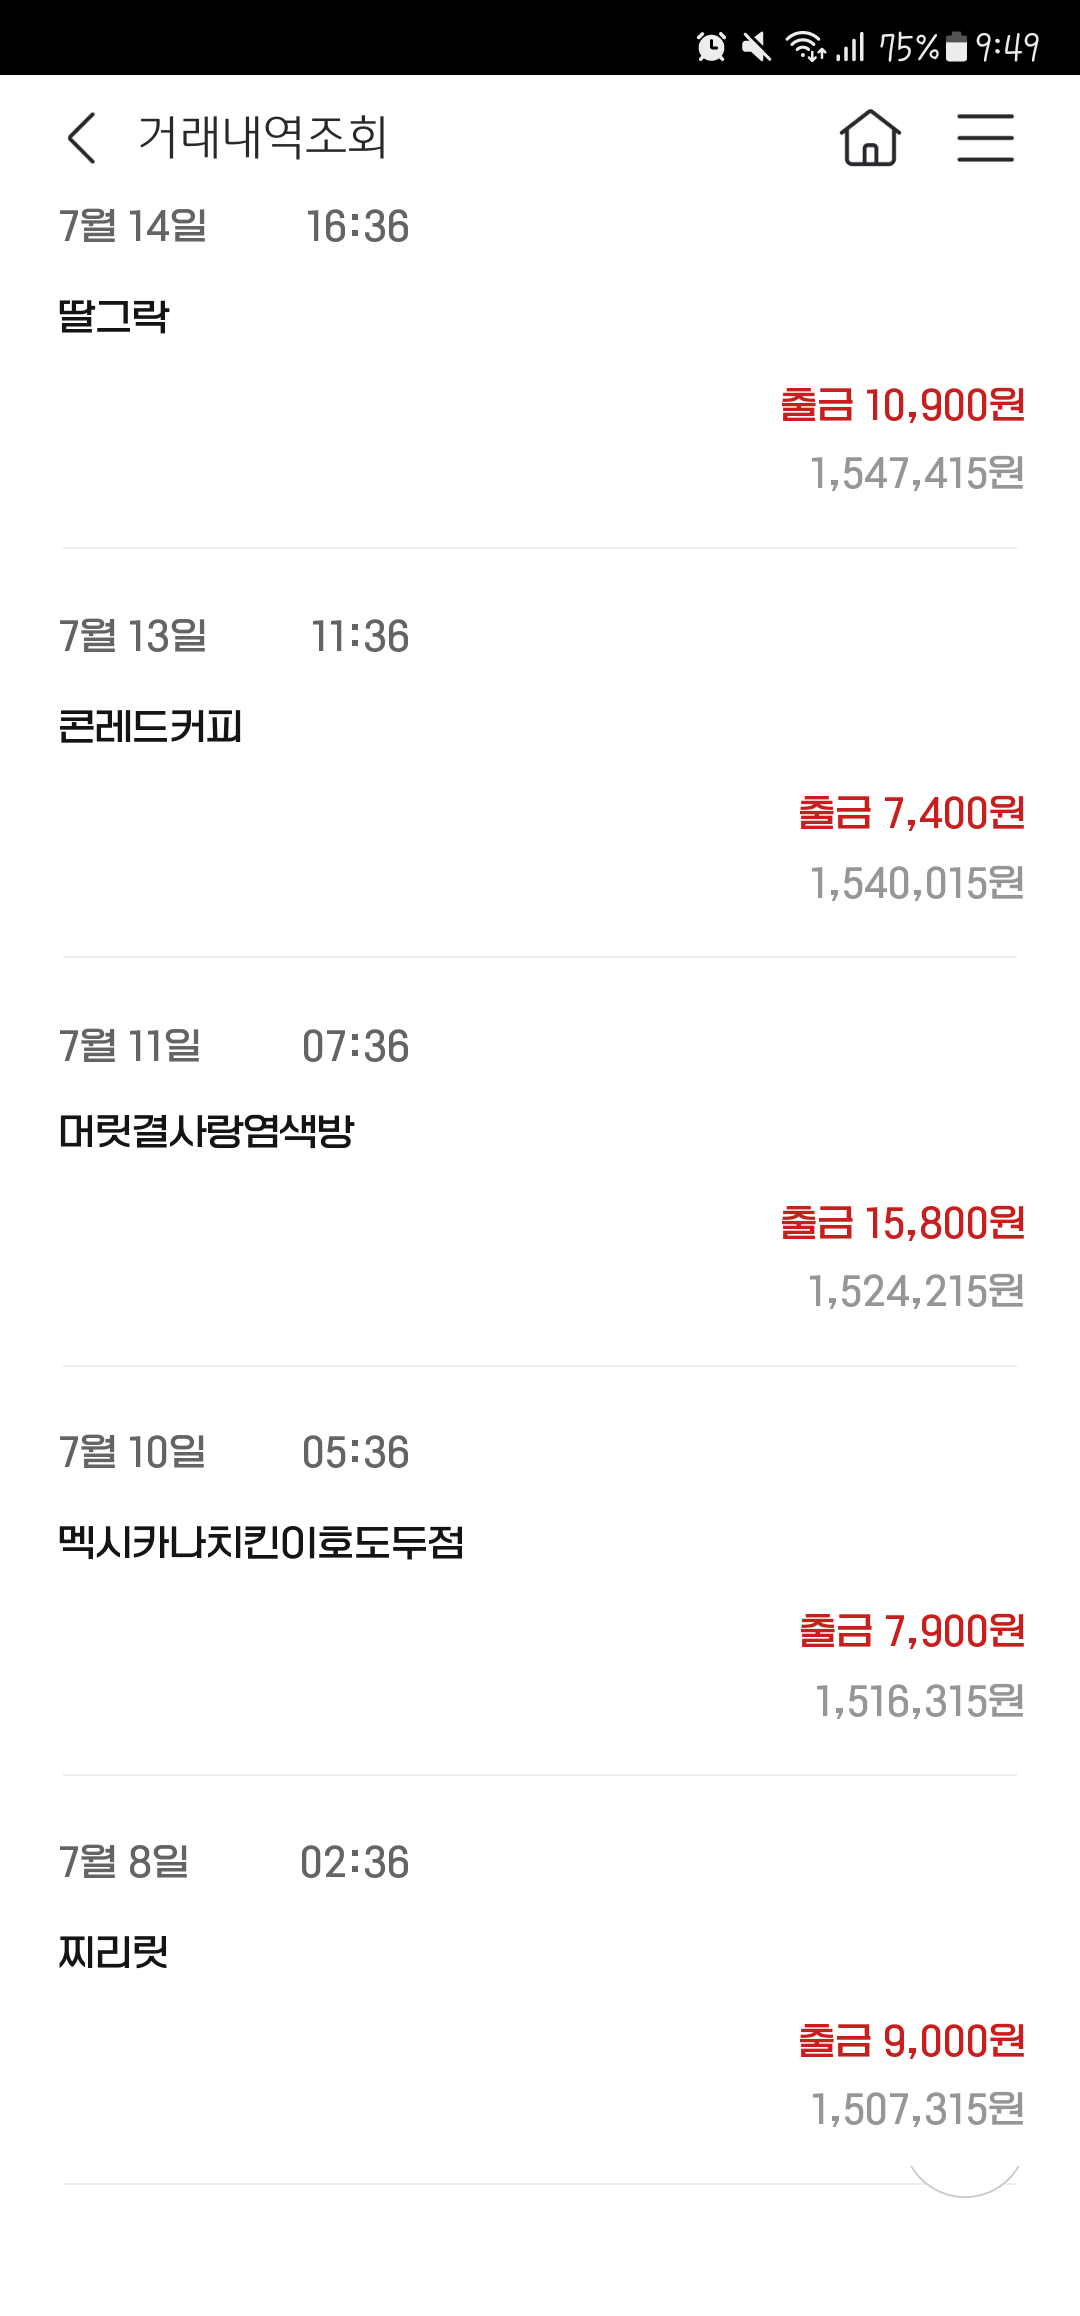 75% 9:49
거래내역조회
7월 14일 16:36
딸그락
출금 10,900원
1,547,415원
7월 13일 11:36
콘레드커피
출금 7,400원
1,540,015원
7월 11일 07:36
머릿결사랑염색방
출금 15,800원
1,524,215원
7월 10일 05:36
멕시카나치킨이호도두점
출금 7,900원
1,516,315원
7월 8일 02:36
찌리릿
출금 9,000원
1,507,315원